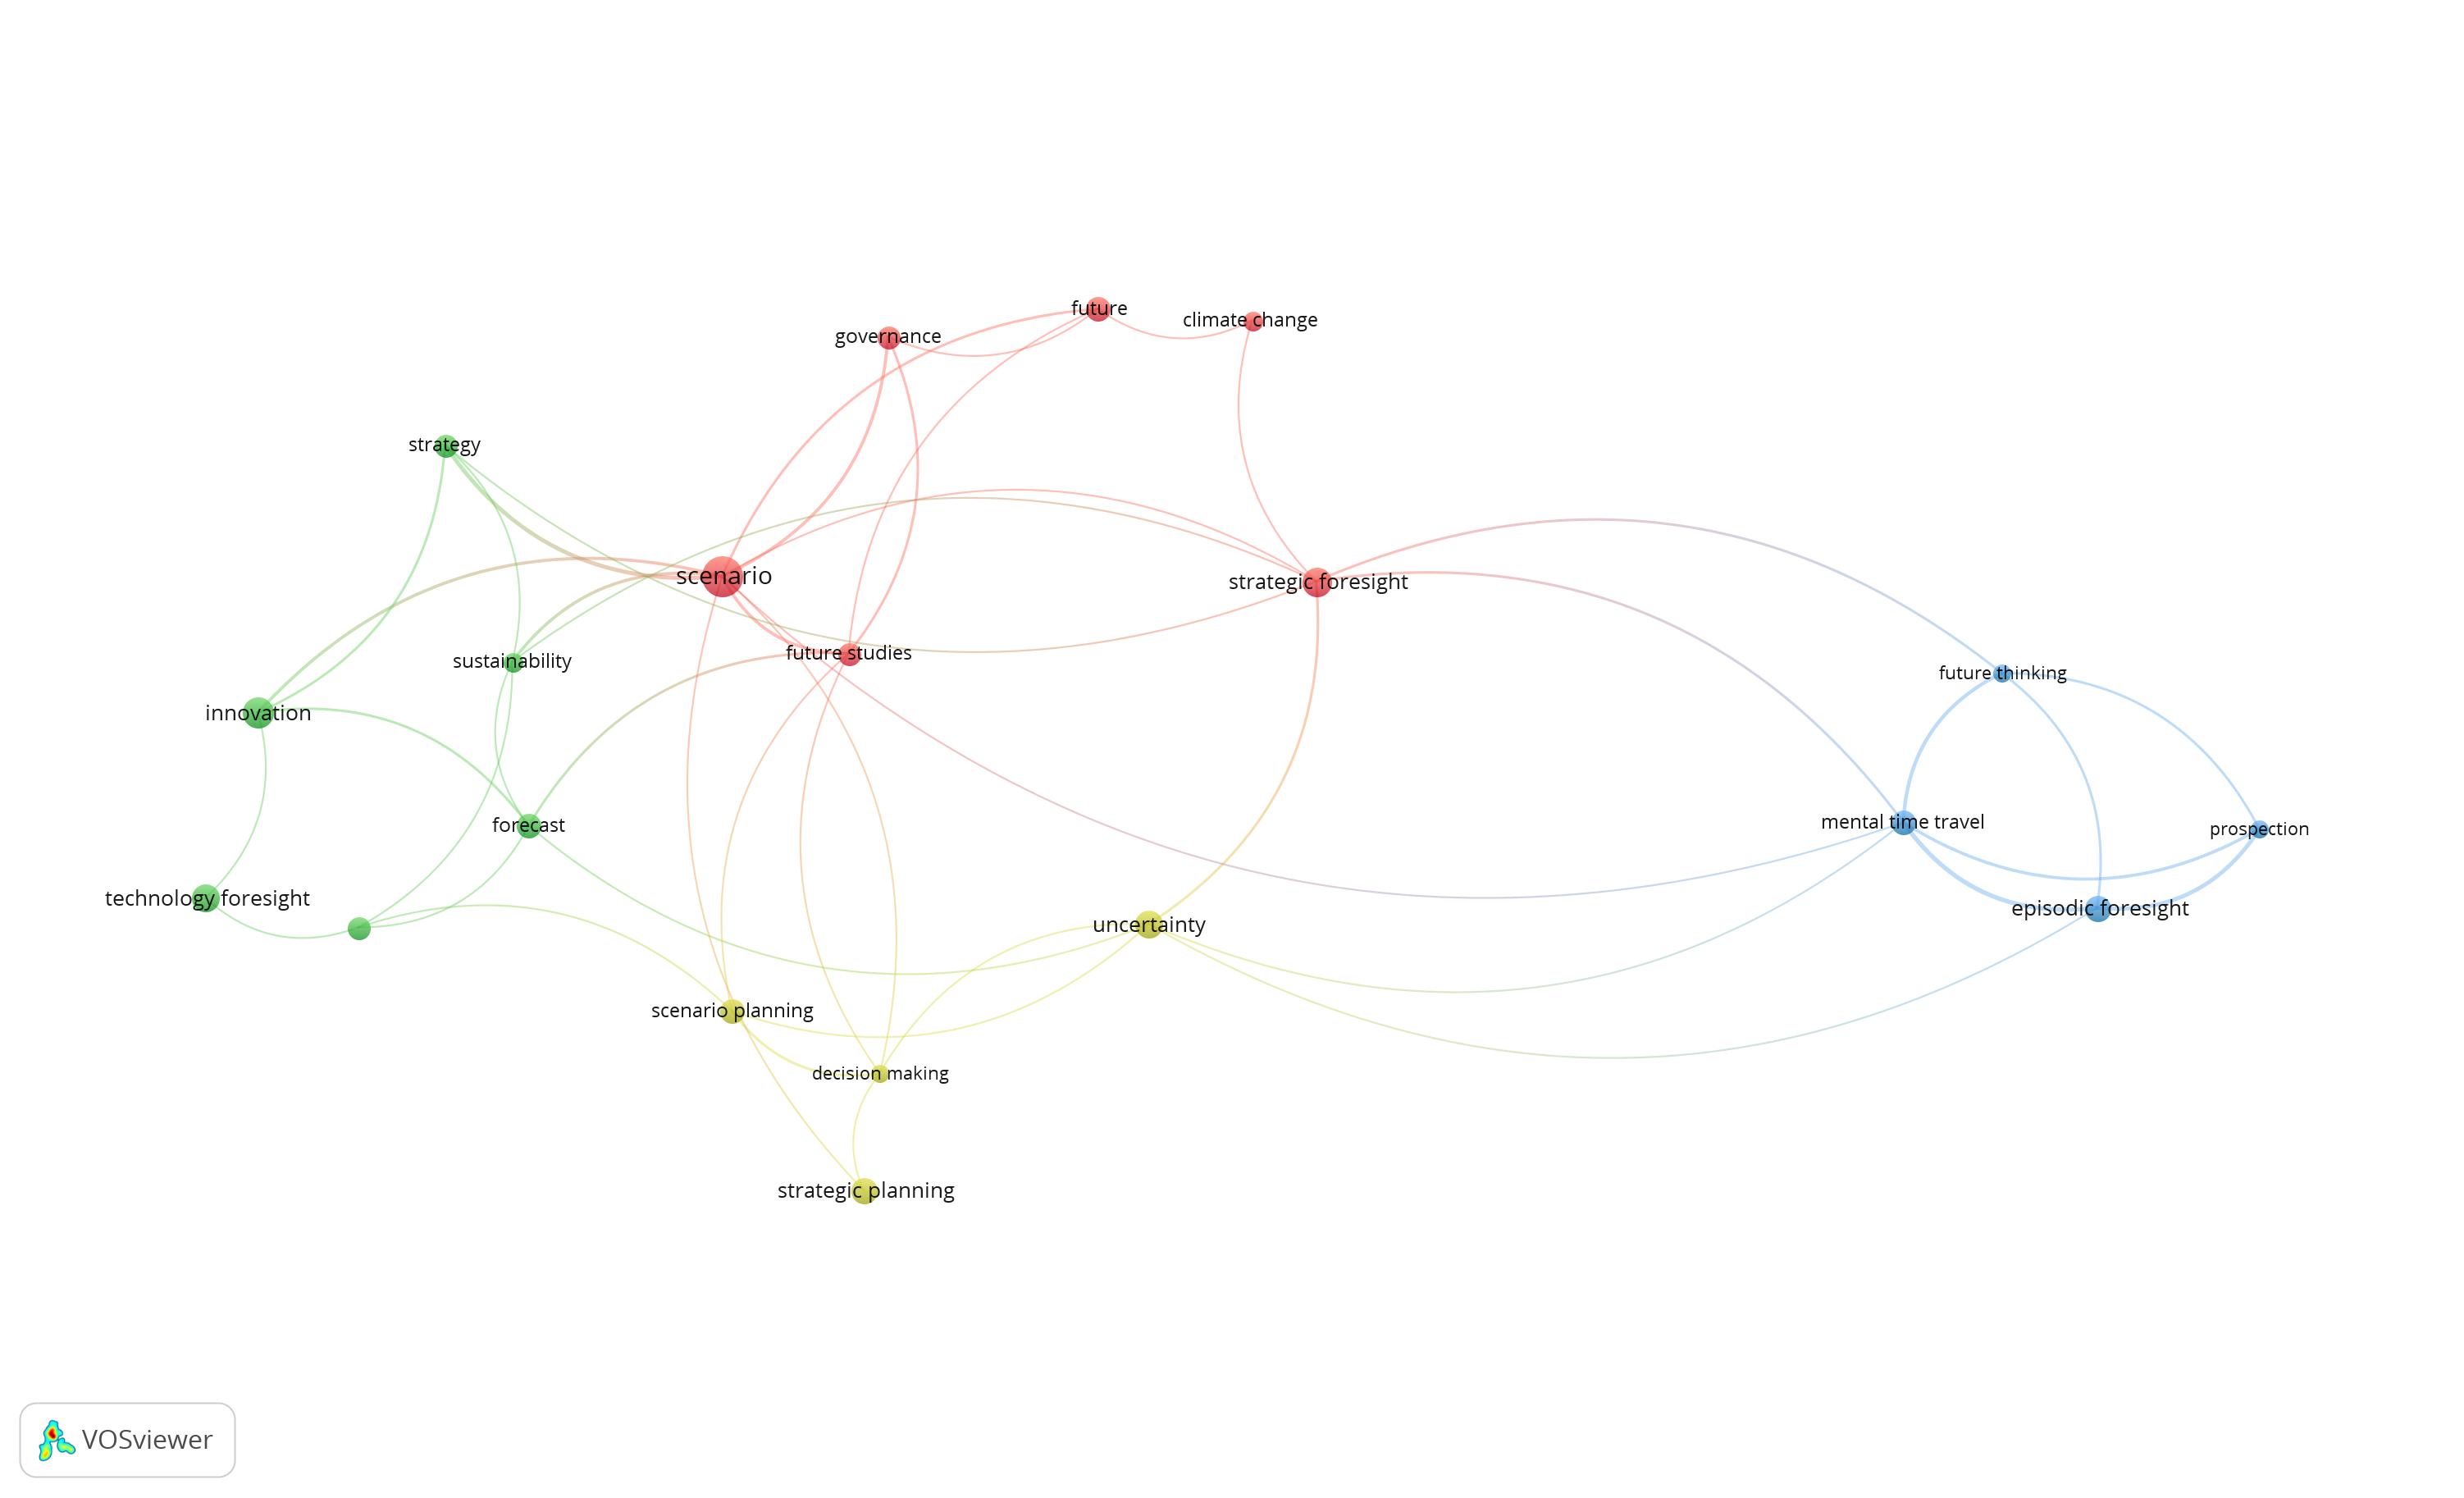 future
climate change
governance
strategy
scenario
strategic foresight
future studies
sustainability
future thinking
innovation
mental time travel
prospection
forecast
technology foresight
episodic foresight
uncertainty
scenario planning
decision making
strategic planning
VOSviewer